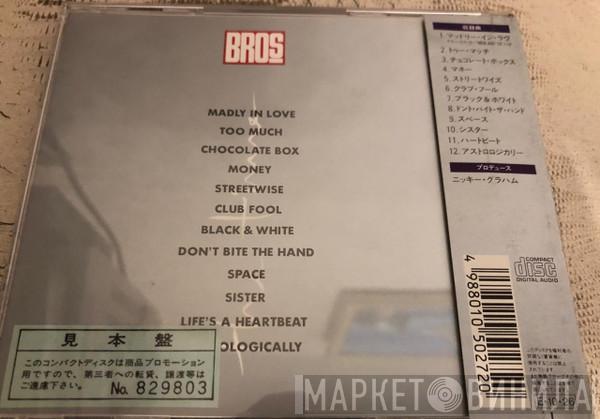 BROS
MADLY IN LOVE
TOO MUCH
CHOCOLATE BOX
MONEY
STREETWISE
CLUB FOOL
BLACK & WHITE
DON'T BITE THE HAND
SPACE
SISTER
LIFE'S A HEARTBEAT
OLOGICALLY
見本盤
このコンパクトディスクは商品プロモーション
用ですので、第三者への転貸、譲渡等は
ご遠慮下さい。
No. 829803
収録曲
1. マッドリー・イン・ラヴ
2. トゥー・マッチ
3. チョコレート・ボックス
4. マネー
5. ストリートワイズ
6. クラブ・フール
7. ブラック&ホワイト
8. ドント・バイト・ザ・ハンド
9. スペース
10. シスター
11. ハートビート
12. アストロロジカリー
プロデュース
ニッキー・グラハム
COMPACT
disc
DIGITAL AUDIO
4 988010 502720
E-10-26
МАРКЕТ ВИНИЛА